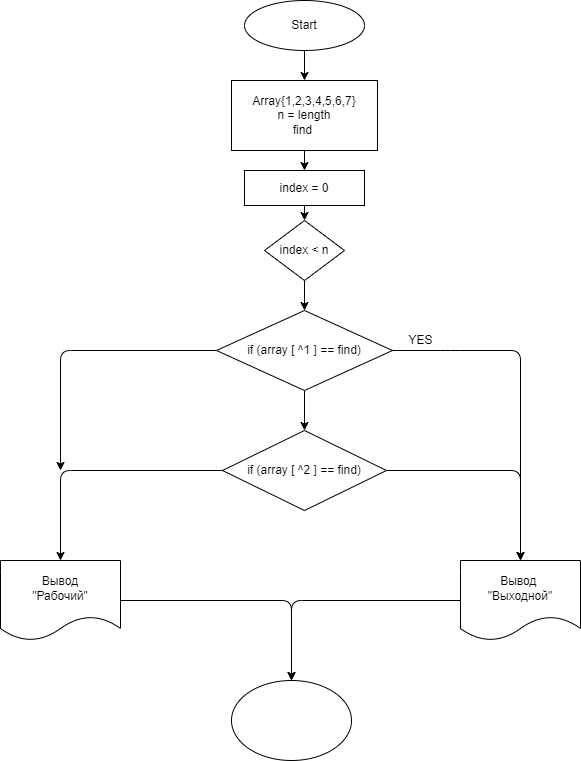 Start
Array{1,2,3,4,5,6,7}
n = length
find
index = 0
index < n
if (array [ ^1 ] == find)
YES
if (array [ ^2 ] == find)
Вывод
"Рабочий"
Вывод
"Выходной"